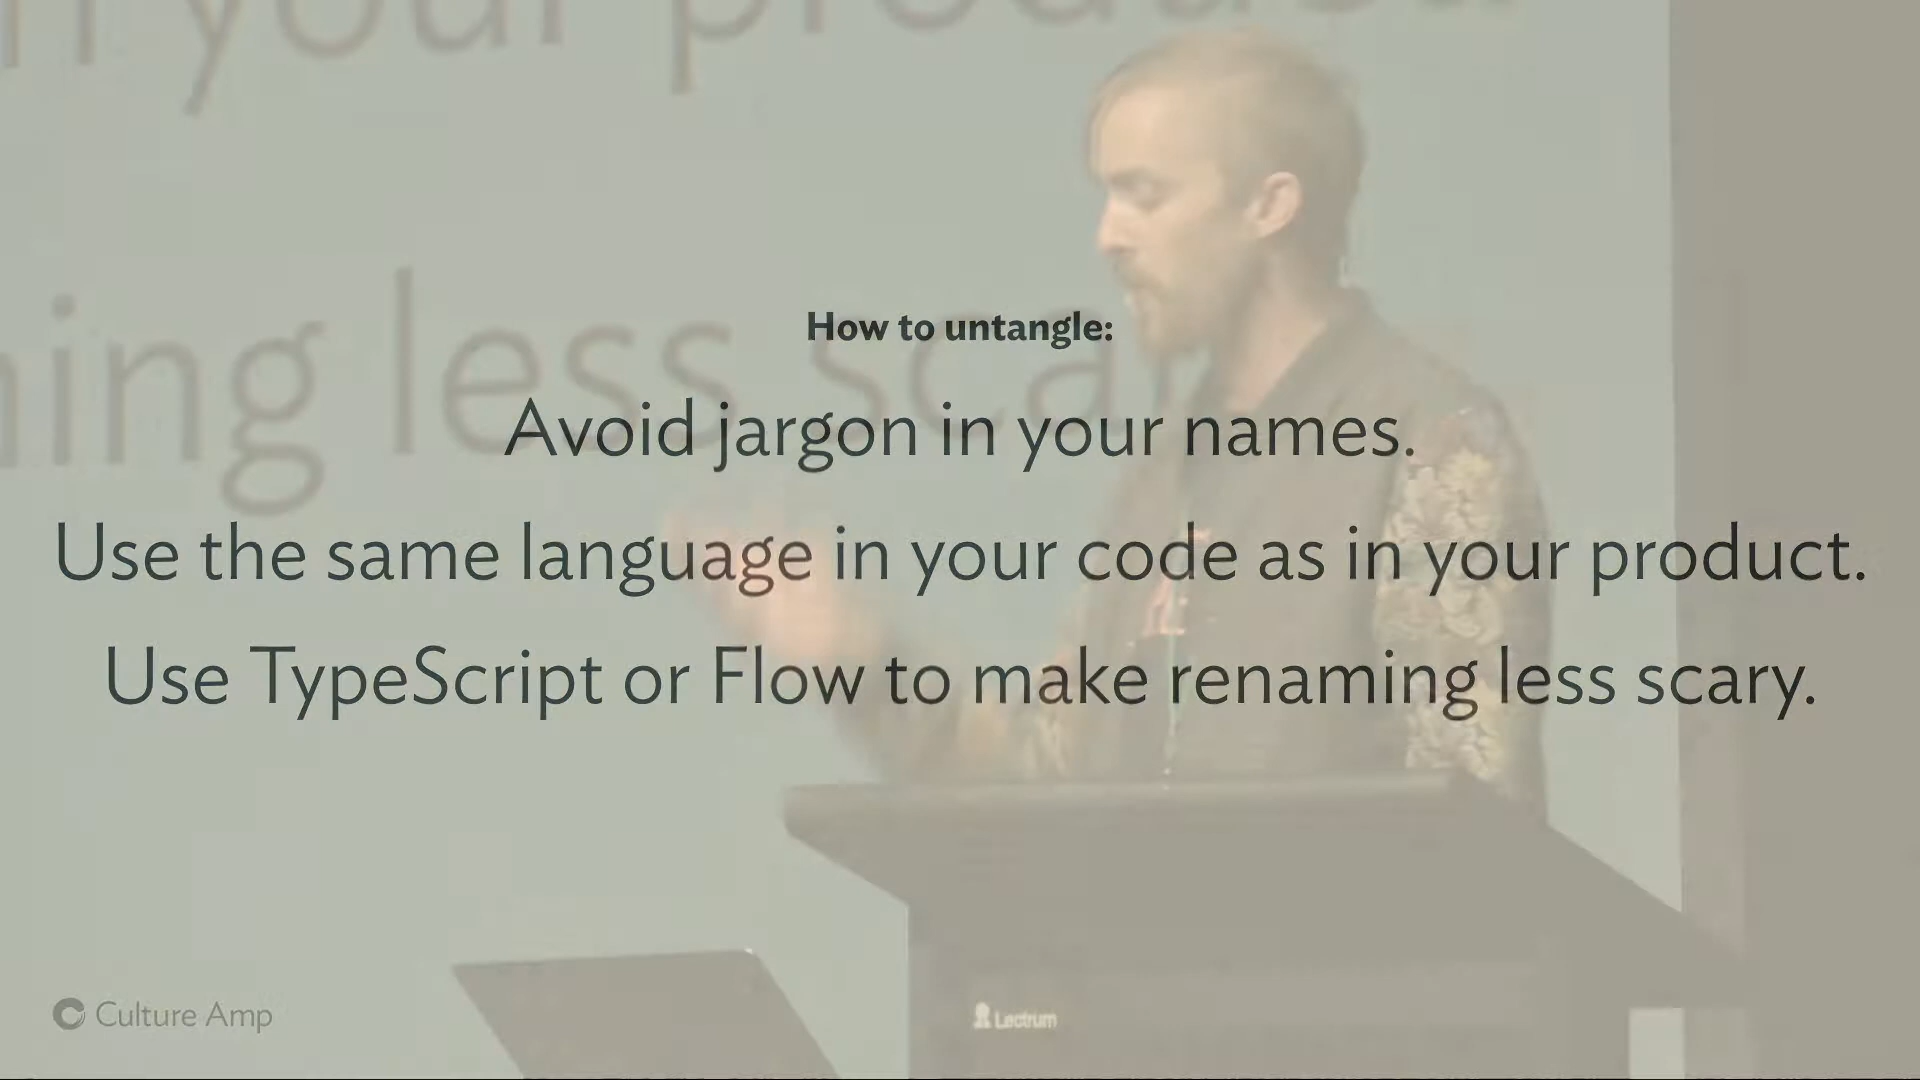 How to untangle:
Avoid jargon in your names.
Use the same language in your code as in your product.
Use TypeScript or Flow to make renaming less scary.
Culture Amp
Lectrum